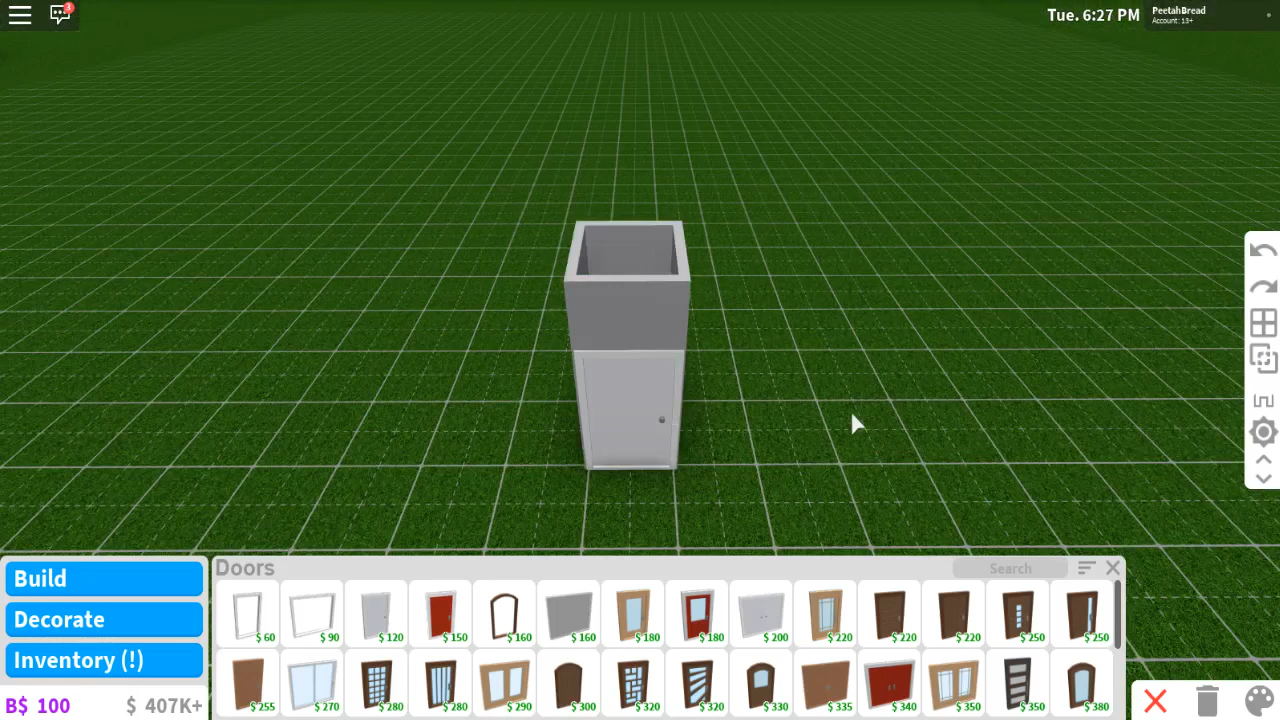 3
Tue. 6:27 PM
PeetahBread
Account: 13+
Doors
Search
Build
Decorate
Inventory (!)
B$ 100
$ 407K+
$ 60
$ 90
$ 120
$ 150
$ 160
$ 160
$ 180
$ 180
$ 200
$ 220
$ 220
$ 220
$ 250
$ 250
$ 255
$ 270
$ 280
$ 280
$ 290
$ 300
$ 320
$ 320
$ 330
$ 335
$ 340
$ 350
$ 350
$ 380